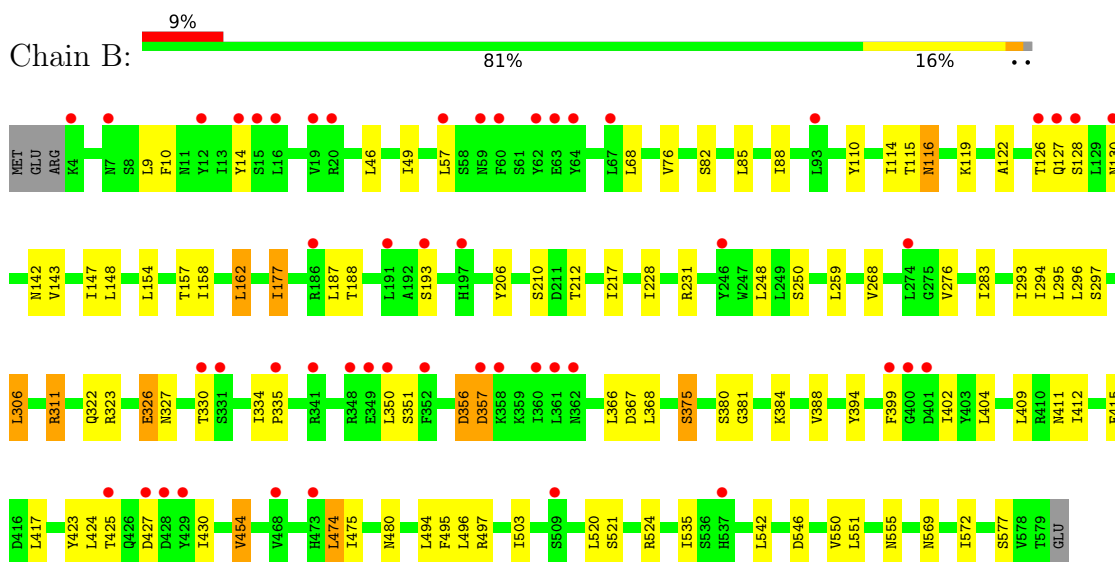 9%
Chain B:
81% 16% ..
MET GLU ARG K4 N7 S8 L9 F10 N11 Y12 I13 Y14 S15 L16 V19 R20 L46 I49 L57 S58 N59 F60 S61 Y62 E63 Y64 L67 L68 V76 S82 L85 I88 L93 Y110 I114 T115 N116 K119 A122 T126 Q127 S128 L129 N130
N142 V143 I147 L148 L154 T157 I158 L162 I177 R186 L187 T188 L191 A192 S193 H197 Y206 S210 D211 T212 I217 I228 R231 Y246 W247 L248 L249 S250 L259 V268 L274 G275 V276 I283 I293 I294 L295 L296 S297
L306 R311 Q322 R323 E326 N327 T330 S331 I334 P335 R341 R348 E349 L350 S351 F352 D356 D357 K358 K359 I360 L361 N362 L366 D367 L368 S375 S380 G381 K384 V388 Y394 F399 G400 D401 I402 Y403 L404 L409 R410 N411 I412 E415
D416 L417 Y423 L424 T425 Q426 D427 D428 Y429 I430 V454 V468 H473 L474 I475 N480 L494 F495 L496 R497 I503 S509 L520 S521 R524 I535 S536 H537 L542 D546 V550 L551 N555 N569 I572 S577 V578 T579 GLU